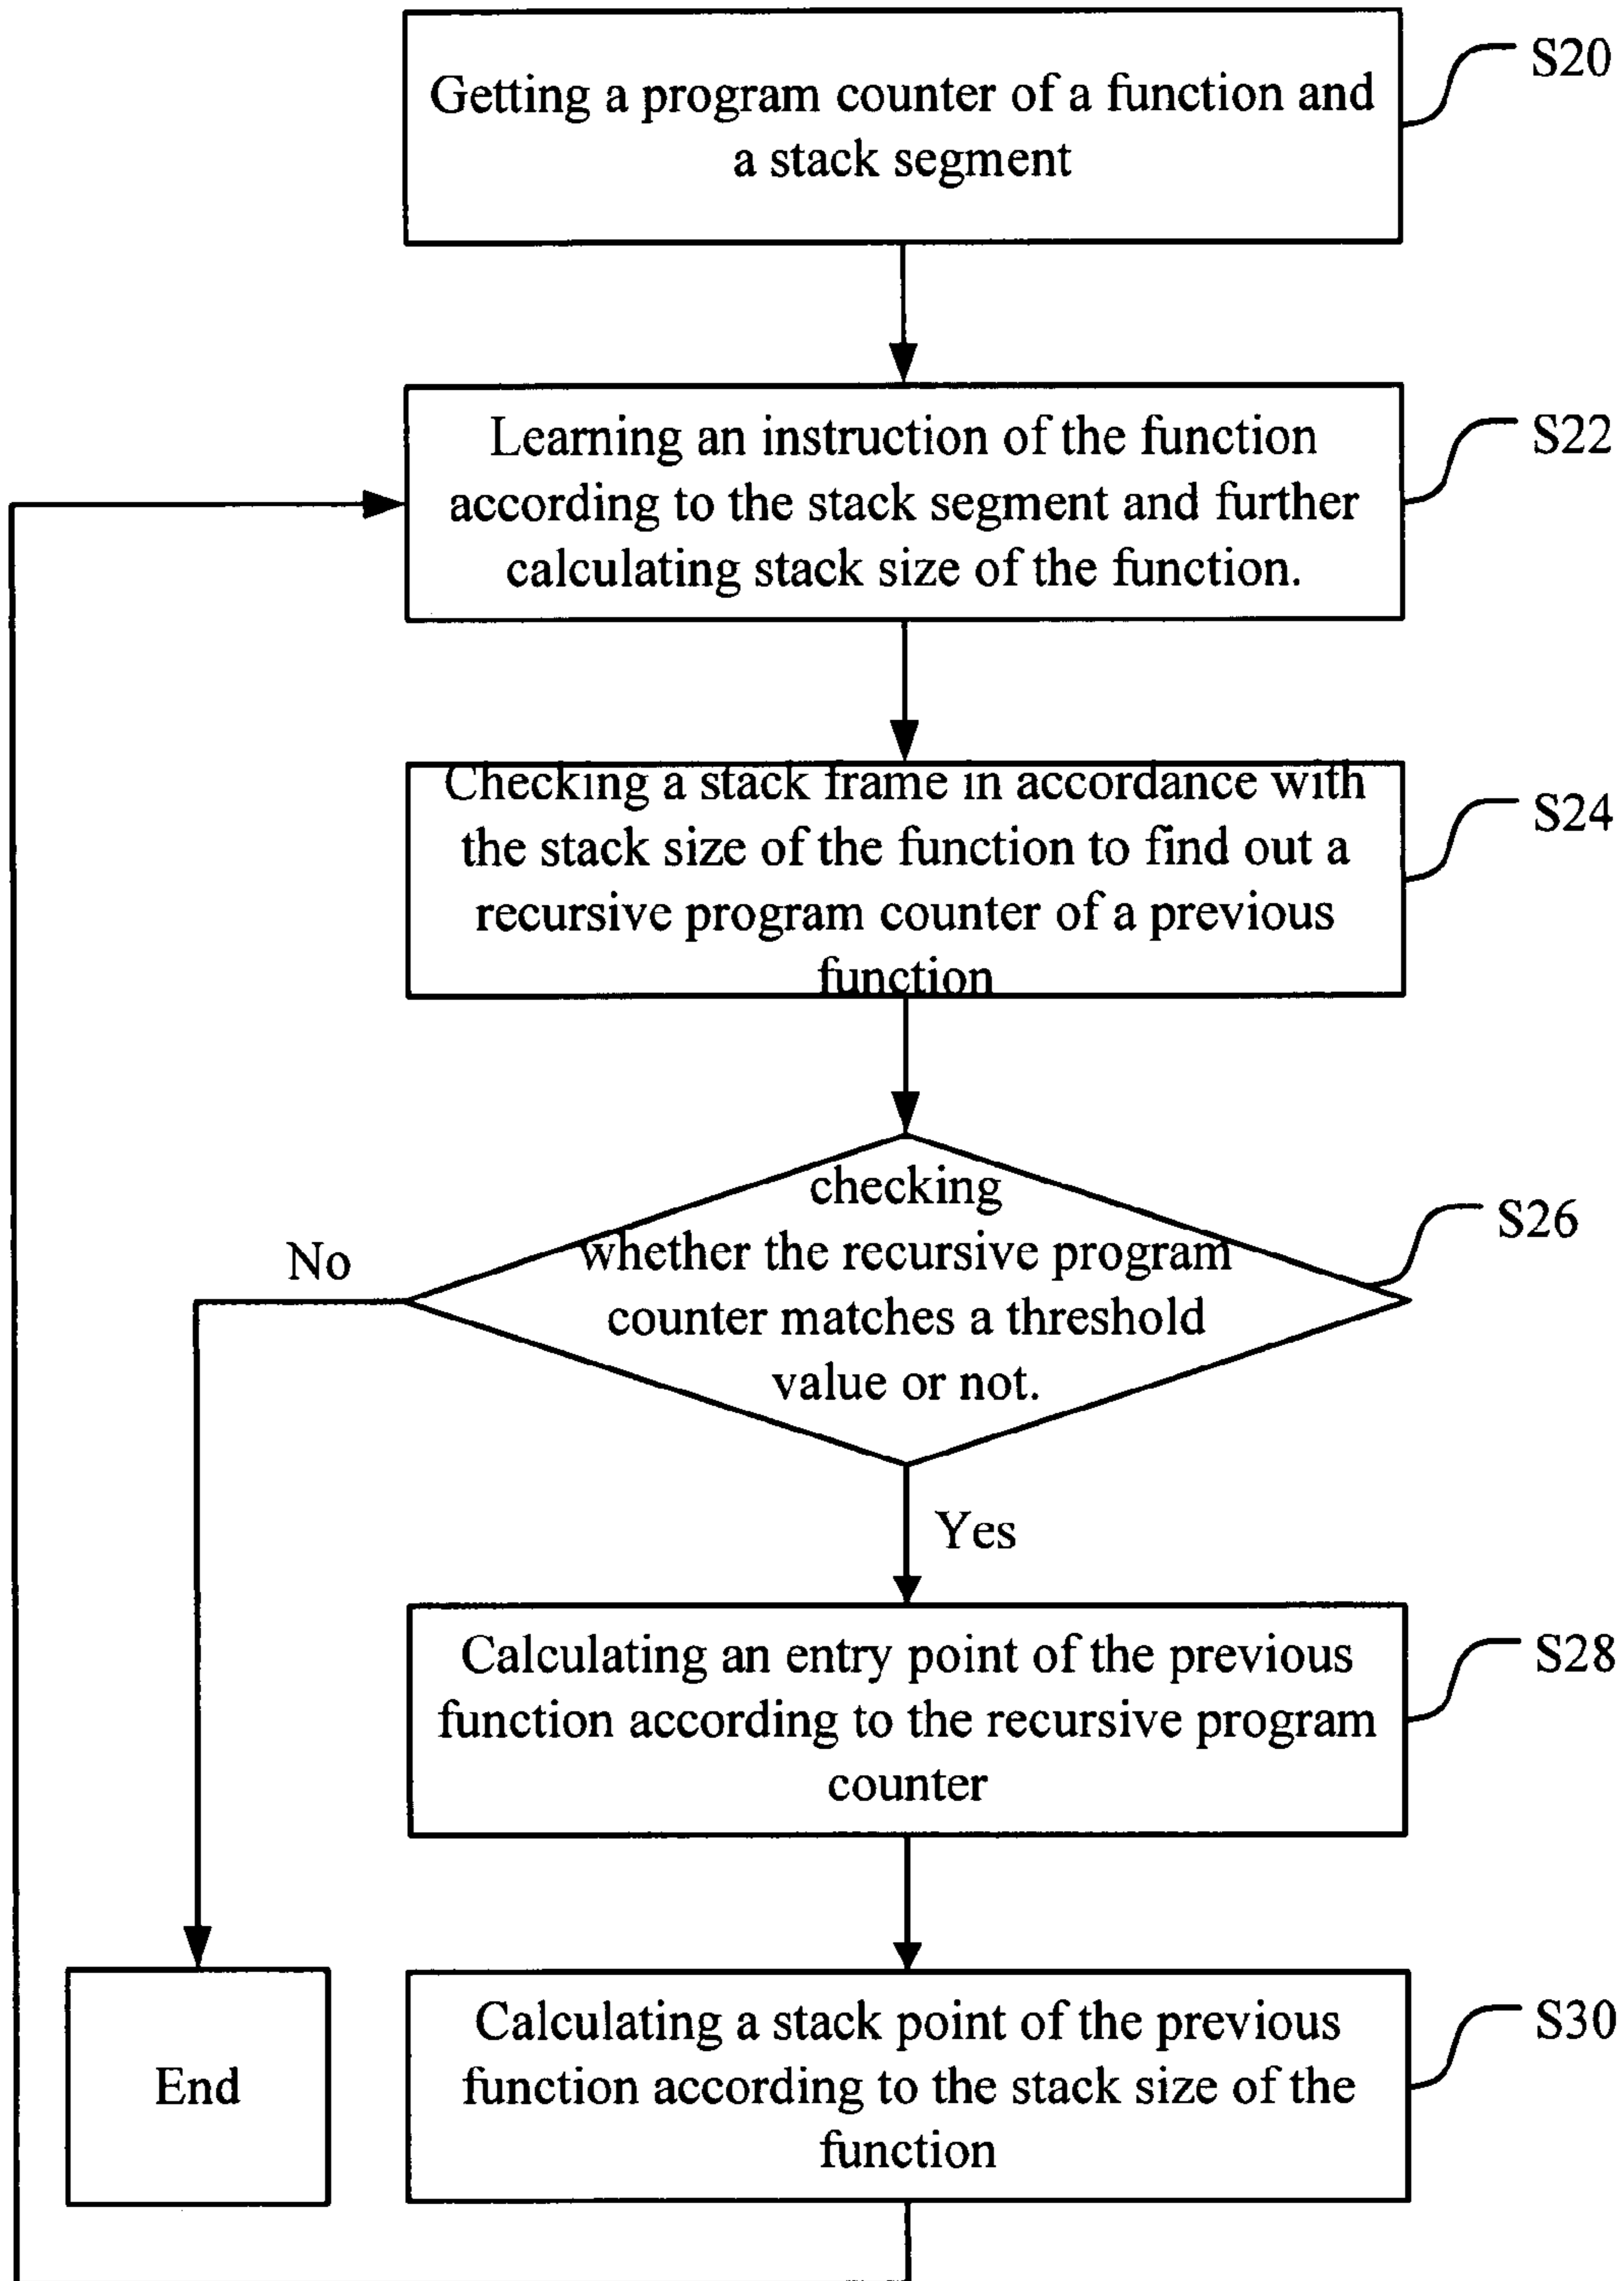 Getting a program counter of a function and
a stack segment
S20
Learning an instruction of the function
according to the stack segment and further
calculating stack size of the function.
S22
Checking a stack frame in accordance with
the stack size of the function to find out a
recursive program counter of a previous
function
S24
checking
whether the recursive program
counter matches a threshold
value or not.
S26
No
Yes
Calculating an entry point of the previous
function according to the recursive program
counter
S28
End
Calculating a stack point of the previous
function according to the stack size of the
function
S30